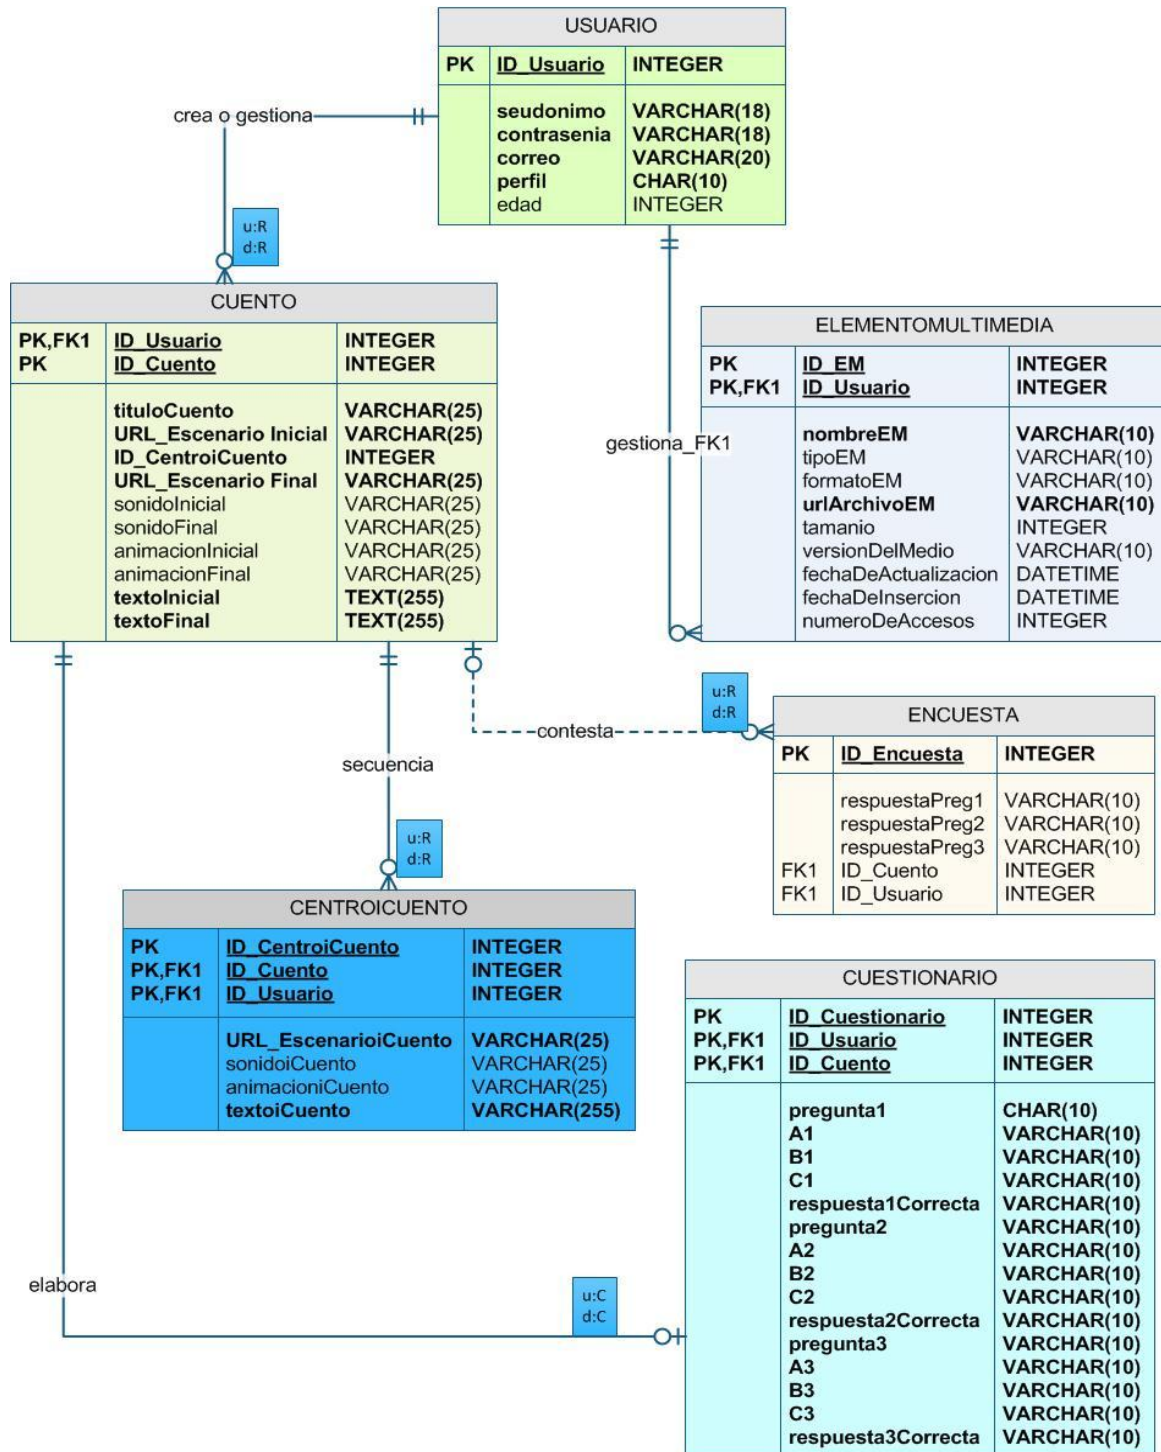 USUARIO
PK ID_Usuario INTEGER
seudonimo VARCHAR(18)
contrasenia VARCHAR(18)
correo VARCHAR(20)
perfil CHAR(10)
edad INTEGER
crea o gestiona
u:R
d:R
CUENTO
PK,FK1 ID_Usuario INTEGER
PK ID_Cuento INTEGER
tituloCuento VARCHAR(25)
URL_Escenario Inicial VARCHAR(25)
ID_CentroiCuento INTEGER
URL_Escenario Final VARCHAR(25)
sonidoInicial VARCHAR(25)
sonidoFinal VARCHAR(25)
animacionInicial VARCHAR(25)
animacionFinal VARCHAR(25)
textoInicial TEXT(255)
textoFinal TEXT(255)
gestiona_FK1
ELEMENTOMULTIMEDIA
PK ID_EM INTEGER
PK,FK1 ID_Usuario INTEGER
nombreEM VARCHAR(10)
tipoEM VARCHAR(10)
formatoEM VARCHAR(10)
urlArchivoEM VARCHAR(10)
tamanio INTEGER
versionDelMedio VARCHAR(10)
fechaDeActualizacion DATETIME
fechaDeInsercion DATETIME
numeroDeAccesos INTEGER
contesta
u:R
d:R
ENCUESTA
PK ID_Encuesta INTEGER
respuestaPreg1 VARCHAR(10)
respuestaPreg2 VARCHAR(10)
respuestaPreg3 VARCHAR(10)
FK1 ID_Cuento INTEGER
FK1 ID_Usuario INTEGER
secuencia
u:R
d:R
CENTROICUENTO
PK ID_CentroiCuento INTEGER
PK,FK1 ID_Cuento INTEGER
PK,FK1 ID_Usuario INTEGER
URL_EscenarioiCuento VARCHAR(25)
sonidoiCuento VARCHAR(25)
animacioniCuento VARCHAR(25)
textoiCuento VARCHAR(255)
elabora
u:C
d:C
CUESTIONARIO
PK ID_Cuestionario INTEGER
PK,FK1 ID_Usuario INTEGER
PK,FK1 ID_Cuento INTEGER
pregunta1 CHAR(10)
A1 VARCHAR(10)
B1 VARCHAR(10)
C1 VARCHAR(10)
respuesta1Correcta VARCHAR(10)
pregunta2 VARCHAR(10)
A2 VARCHAR(10)
B2 VARCHAR(10)
C2 VARCHAR(10)
respuesta2Correcta VARCHAR(10)
pregunta3 VARCHAR(10)
A3 VARCHAR(10)
B3 VARCHAR(10)
C3 VARCHAR(10)
respuesta3Correcta VARCHAR(10)